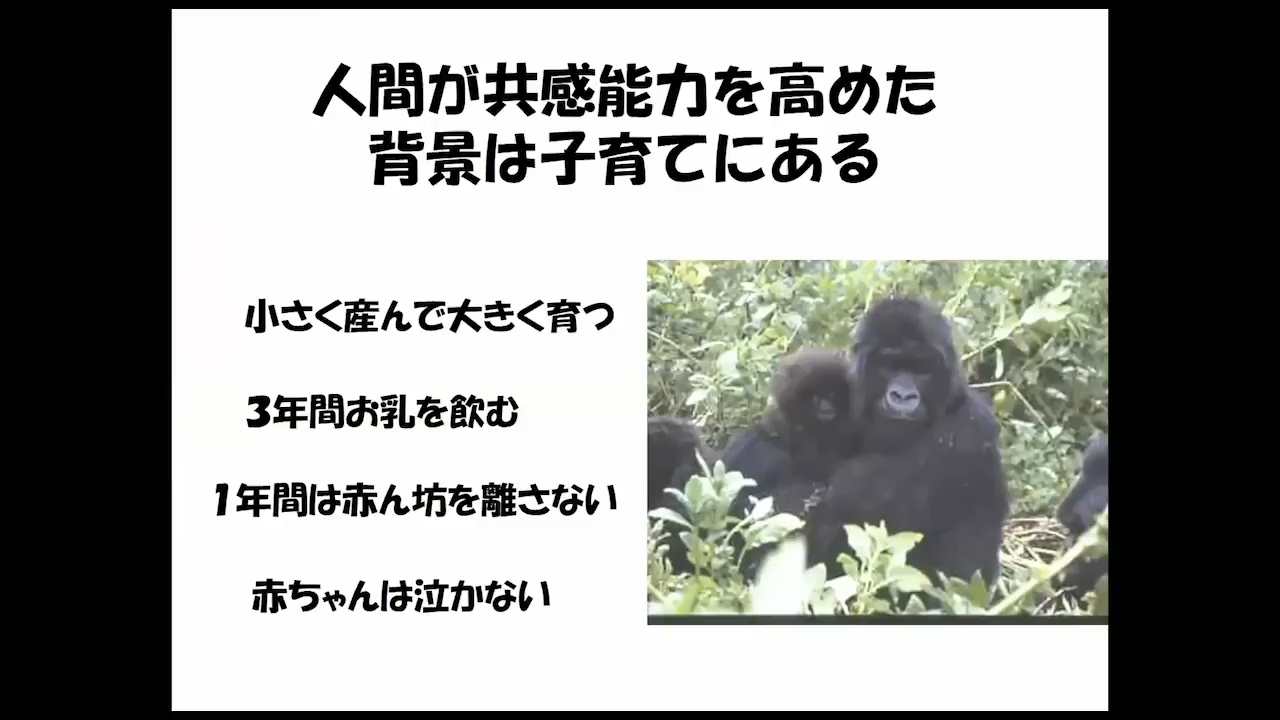 人間が共感能力を高めた
背景は子育てにある
小さく産んで大きく育つ
3年間お乳を飲む
1年間は赤ん坊を離さない
赤ちゃんは泣かない